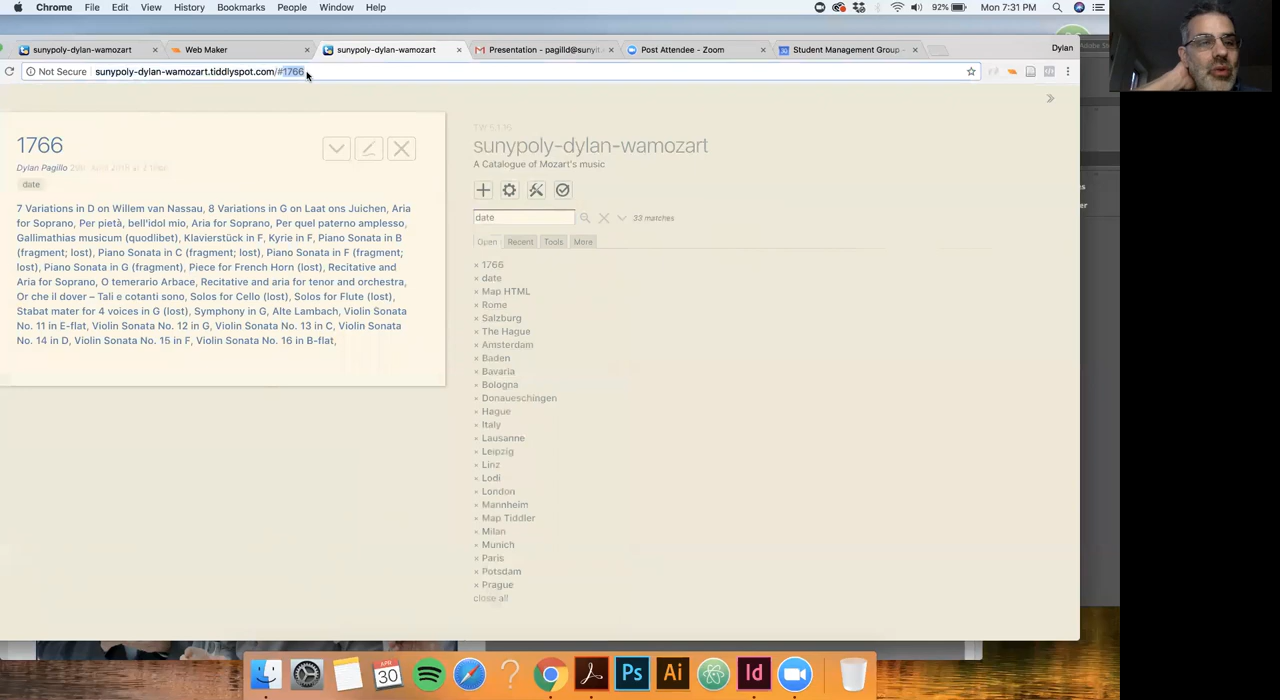 Chrome File Edit View History Bookmarks People Window Help 92% Mon 7:31 PM
sunypoly-dylan-wamozart Web Maker sunypoly-dylan-wamozart Presentation - pagilld@sunyit. Post Attendee - Zoom Student Management Group - Dylan
Not Secure sunypoly-dylan-wamozart.tiddlyspot.com/#1766
1766
Dylan Pagillo
date
7 Variations in D on Willem van Nassau, 8 Variations in G on Laat ons Juichen, Aria
for Soprano, Per pietà, bell'idol mio, Aria for Soprano, Per quel paterno amplesso,
Gallimathias musicum (quodlibet), Klavierstück in F, Kyrie in F, Piano Sonata in B
(fragment; lost), Piano Sonata in C (fragment; lost), Piano Sonata in F (fragment;
lost), Piano Sonata in G (fragment), Piece for French Horn (lost), Recitative and
Aria for Soprano, O temerario Arbace, Recitative and aria for tenor and orchestra,
Or che il dover – Tali e cotanti sono, Solos for Cello (lost), Solos for Flute (lost),
Stabat mater for 4 voices in G (lost), Symphony in G, Alte Lambach, Violin Sonata
No. 11 in E-flat, Violin Sonata No. 12 in G, Violin Sonata No. 13 in C, Violin Sonata
No. 14 in D, Violin Sonata No. 15 in F, Violin Sonata No. 16 in B-flat,
sunypoly-dylan-wamozart
A Catalogue of Mozart's music
date 33 matches
Open Recent Tools More
× 1766
× date
× Map HTML
× Rome
× Salzburg
× The Hague
× Amsterdam
× Baden
× Bavaria
× Bologna
× Donaueschingen
× Hague
× Italy
× Lausanne
× Leipzig
× Linz
× Lodi
× London
× Mannheim
× Map Tiddler
× Milan
× Munich
× Paris
× Potsdam
× Prague
close all
APR
30
Ps
Ai
Id